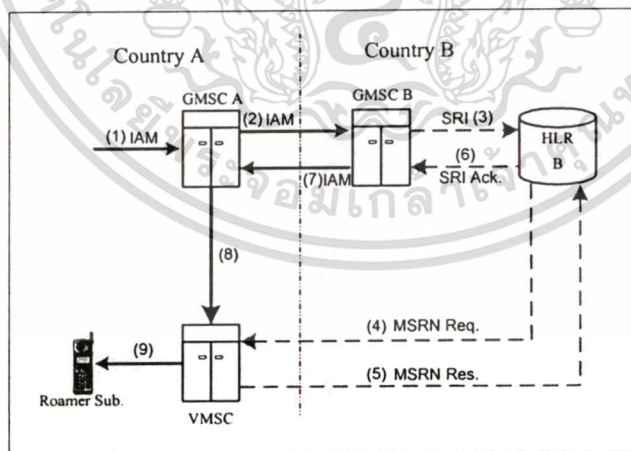 Country A
Country B
GMSC A
GMSC B
(1) IAM
(2) IAM
SRI (3)
HLR
B
(6)
SRI Ack.
(7) IAM
(8)
(4) MSRN Req.
(9)
(5) MSRN Res.
Roamer Sub.
VMSC